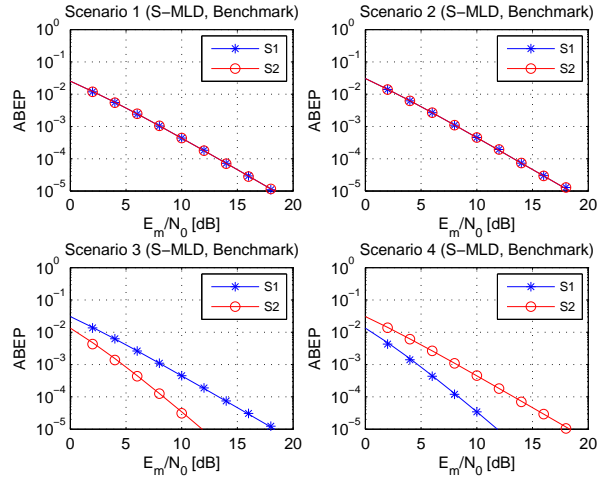 Scenario 1 (S−MLD, Benchmark)
10^0
10^−1
10^−2
10^−3
10^−4
10^−5
ABEP
0 5 10 15 20
E_m/N_0 [dB]
S1
S2
Scenario 2 (S−MLD, Benchmark)
10^0
10^−1
10^−2
10^−3
10^−4
10^−5
ABEP
0 5 10 15 20
E_m/N_0 [dB]
S1
S2
Scenario 3 (S−MLD, Benchmark)
10^0
10^−1
10^−2
10^−3
10^−4
10^−5
ABEP
0 5 10 15 20
E_m/N_0 [dB]
S1
S2
Scenario 4 (S−MLD, Benchmark)
10^0
10^−1
10^−2
10^−3
10^−4
10^−5
ABEP
0 5 10 15 20
E_m/N_0 [dB]
S1
S2